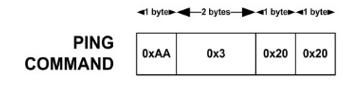 1 byte 2 bytes 1 byte 1 byte
PING
COMMAND
0xAA 0x3 0x20 0x20